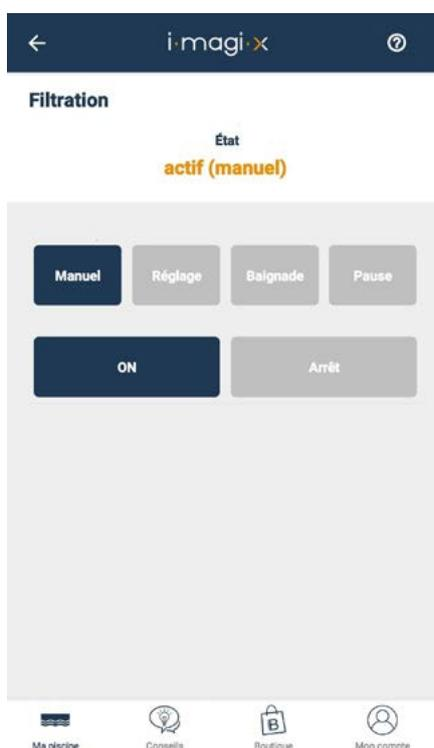 i·magi·x
Filtration
État
actif (manuel)
Manuel Réglage Baignade Pause
ON Arrêt
B
Ma piscine Conseils Boutique Mon compte